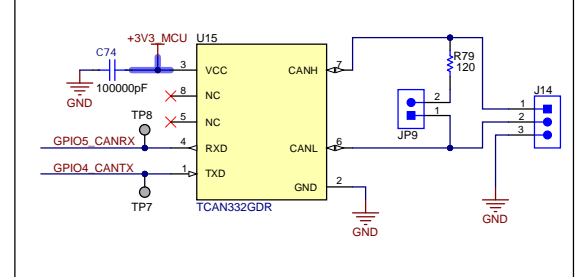 +3V3_MCU
U15
C74
100000pF
GND
3
VCC
CANH
7
R79
120
8
NC
J14
2
1
JP9
1
2
3
5
NC
TP8
GPIO5_CANRX
4
RXD
CANL
6
GPIO4_CANTX
1
TXD
TP7
GND
2
TCAN332GDR
GND
GND